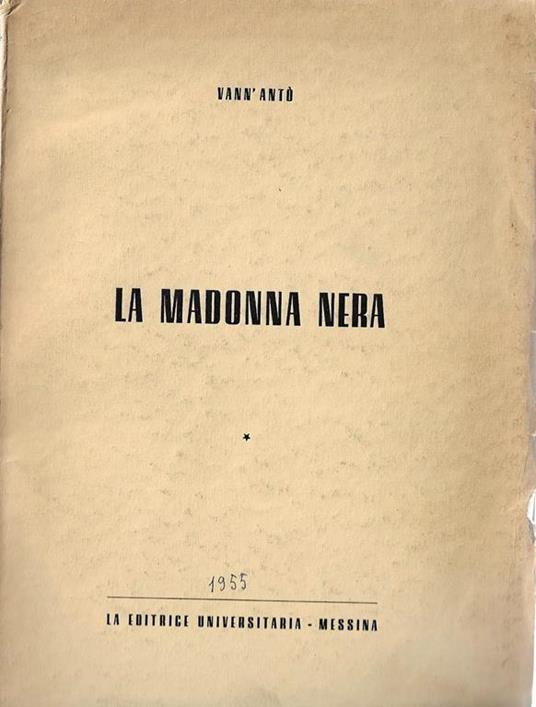 VANN'ANTÒ
LA MADONNA NERA
1955
LA EDITRICE UNIVERSITARIA - MESSINA